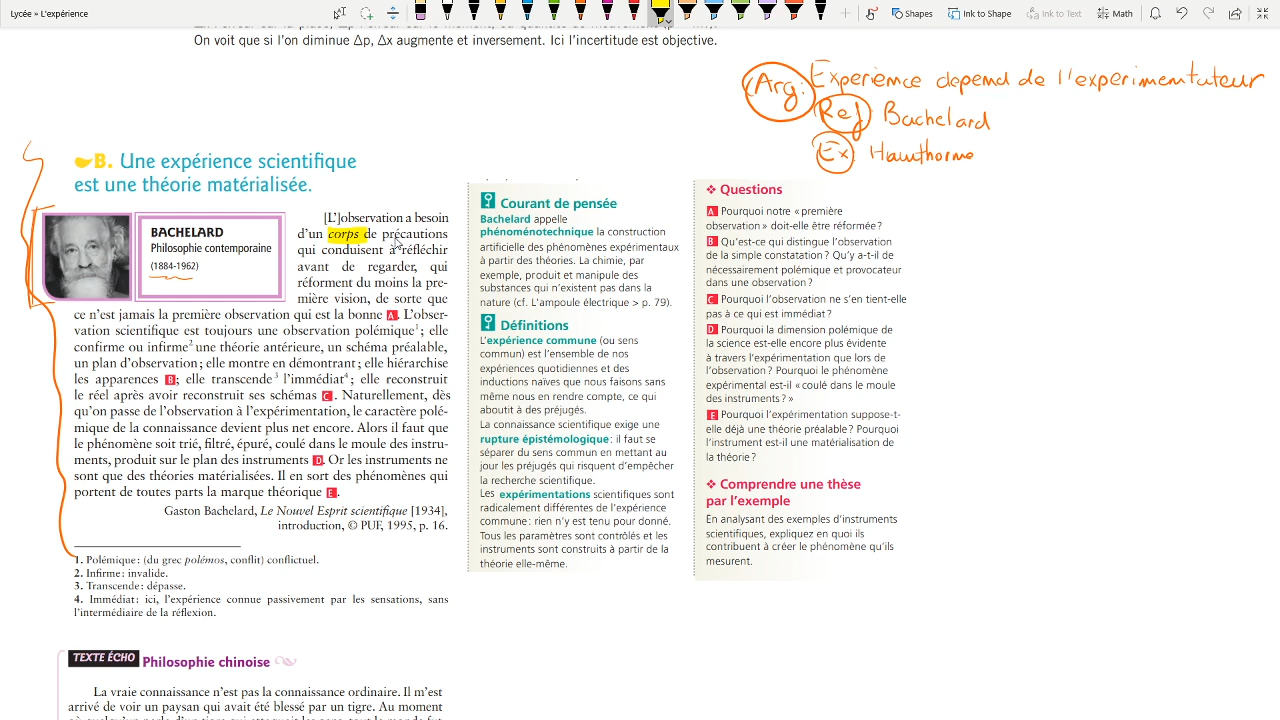 Lycée » L'expérience
Shapes
Ink to Shape
Ink to Text
Math
On voit que si l'on diminue Δp, Δx augmente et inversement. Ici l'incertitude est objective.
Arg: Expérience dépend de l'expérimentateur
Ref Bachelard
Ex Hawthorne
B. Une expérience scientifique
est une théorie matérialisée.
BACHELARD
Philosophie contemporaine
(1884-1962)
[L']observation a besoin
d'un corps de précautions
qui conduisent à réfléchir
avant de regarder, qui
réforment du moins la pre-
mière vision, de sorte que
ce n'est jamais la première observation qui est la bonne A. L'obser-
vation scientifique est toujours une observation polémique¹ ; elle
confirme ou infirme² une théorie antérieure, un schéma préalable,
un plan d'observation ; elle montre en démontrant ; elle hiérarchise
les apparences B ; elle transcende³ l'immédiat⁴ ; elle reconstruit
le réel après avoir reconstruit ses schémas C. Naturellement, dès
qu'on passe de l'observation à l'expérimentation, le caractère polé-
mique de la connaissance devient plus net encore. Alors il faut que
le phénomène soit trié, filtré, épuré, coulé dans le moule des instru-
ments, produit sur le plan des instruments D. Or les instruments ne
sont que des théories matérialisées. Il en sort des phénomènes qui
portent de toutes parts la marque théorique E.
Gaston Bachelard, Le Nouvel Esprit scientifique [1934],
introduction, © PUF, 1995, p. 16.
1. Polémique : (du grec polémos, conflit) conflictuel.
2. Infirme : invalide.
3. Transcende : dépasse.
4. Immédiat : ici, l'expérience connue passivement par les sensations, sans
l'intermédiaire de la réflexion.
Courant de pensée
Bachelard appelle
phénoménotechnique la construction
artificielle des phénomènes expérimentaux
à partir des théories. La chimie, par
exemple, produit et manipule des
substances qui n'existent pas dans la
nature (cf. L'ampoule électrique > p. 79).
Définitions
L'expérience commune (ou sens
commun) est l'ensemble de nos
expériences quotidiennes et des
inductions naïves que nous faisons sans
même nous en rendre compte, ce qui
aboutit à des préjugés.
La connaissance scientifique exige une
rupture épistémologique : il faut se
séparer du sens commun en mettant au
jour les préjugés qui risquent d'empêcher
la recherche scientifique.
Les expérimentations scientifiques sont
radicalement différentes de l'expérience
commune : rien n'y est tenu pour donné.
Tous les paramètres sont contrôlés et les
instruments sont construits à partir de la
théorie elle-même.
❖ Questions
A Pourquoi notre « première
observation » doit-elle être réformée ?
B Qu'est-ce qui distingue l'observation
de la simple constatation ? Qu'y a-t-il de
nécessairement polémique et provocateur
dans une observation ?
C Pourquoi l'observation ne s'en tient-elle
pas à ce qui est immédiat ?
D Pourquoi la dimension polémique de
la science est-elle encore plus évidente
à travers l'expérimentation que lors de
l'observation ? Pourquoi le phénomène
expérimental est-il « coulé dans le moule
des instruments ? »
E Pourquoi l'expérimentation suppose-t-
elle déjà une théorie préalable ? Pourquoi
l'instrument est-il une matérialisation de
la théorie ?
❖ Comprendre une thèse
par l'exemple
En analysant des exemples d'instruments
scientifiques, expliquez en quoi ils
contribuent à créer le phénomène qu'ils
mesurent.
TEXTE ÉCHO Philosophie chinoise
La vraie connaissance n'est pas la connaissance ordinaire. Il m'est
arrivé de voir un paysan qui avait été blessé par un tigre. Au moment